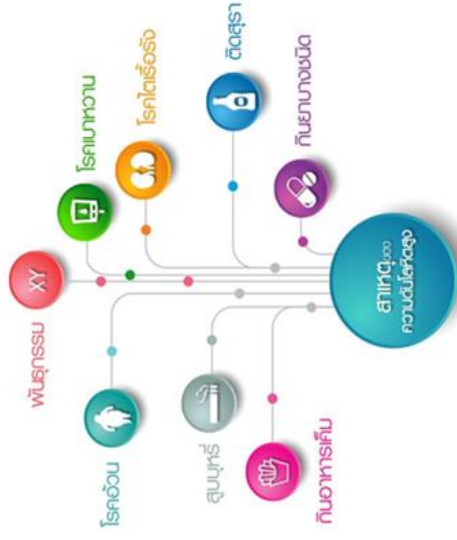 สาเหตุของ
ความดันโลหิตสูง
กินอาหารเค็ม
สูบบุหรี่
โรคอ้วน
พันธุกรรม
XY
โรคเบาหวาน
โรคไตเรื้อรัง
ติดสุรา
กินยาบางชนิด